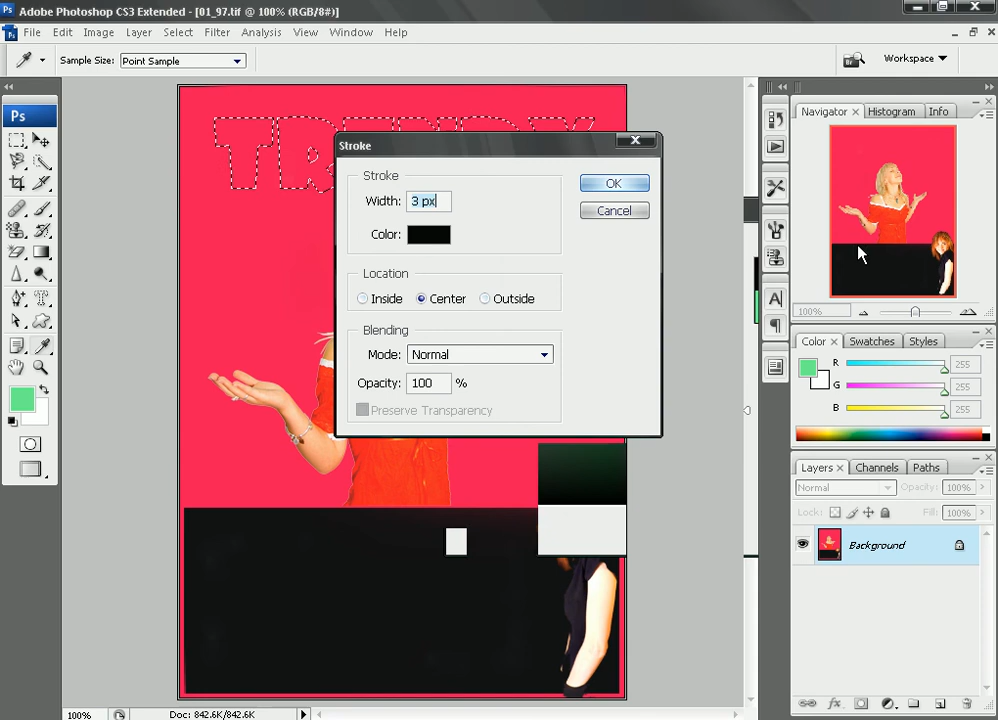 Adobe Photoshop CS3 Extended - [01_97.tif @ 100% (RGB/8#)]
File Edit Image Layer Select Filter Analysis View Window Help
Sample Size: Point Sample
Workspace
Ps
TRENDY
Stroke
Stroke
Width: 3 px
Color:
OK
Cancel
Location
Inside Center Outside
Blending
Mode: Normal
Opacity: 100 %
Preserve Transparency
Navigator Histogram Info
100%
Color Swatches Styles
R 255
G 255
B 255
Layers Channels Paths
Normal Opacity: 100%
Lock: Fill: 100%
Background
100% Doc: 842.6K/842.6K